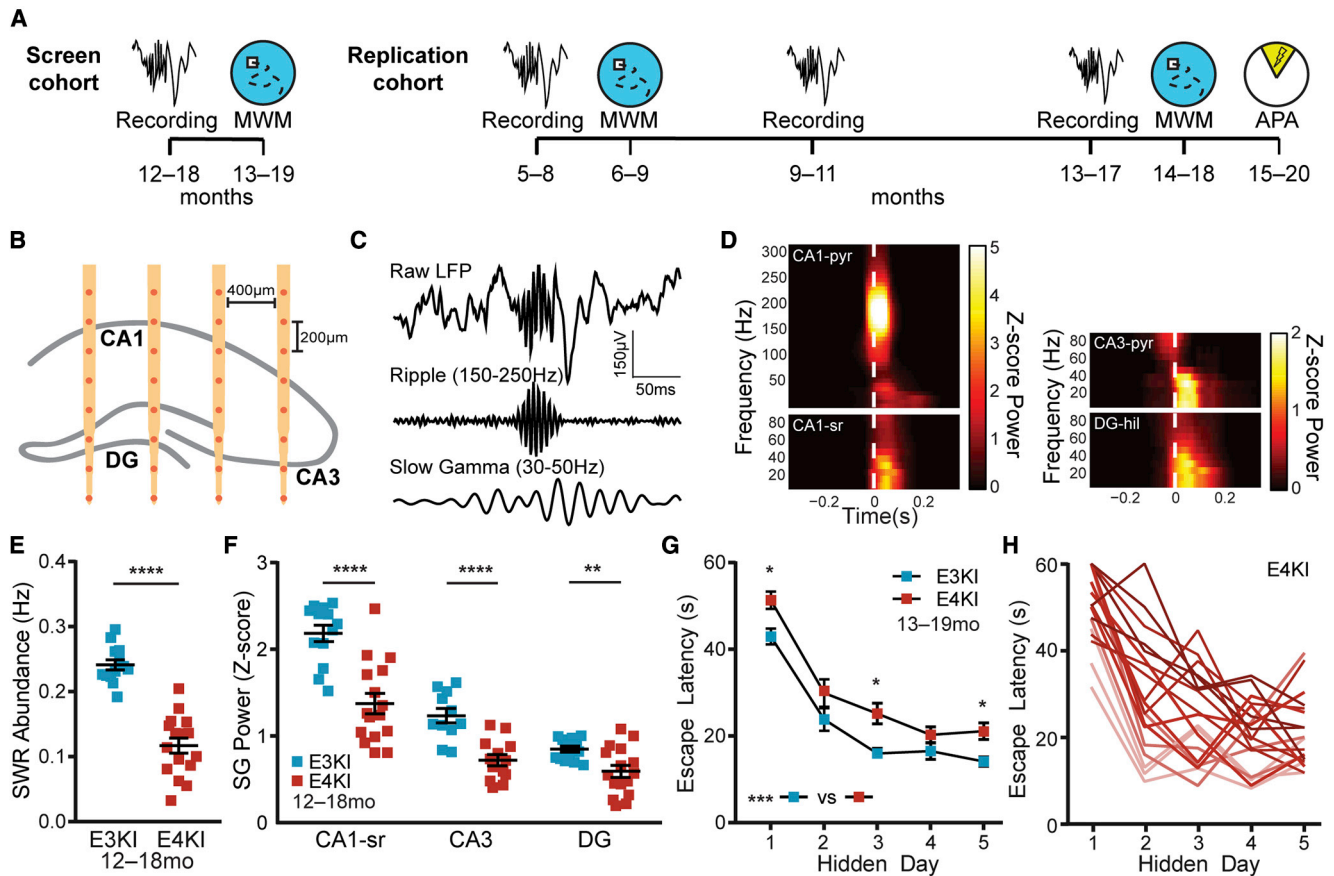 A
Screen cohort
Recording MWM
12–18 13–19
months
Replication cohort
Recording MWM Recording Recording MWM APA
5–8 6–9 9–11 13–17 14–18 15–20
months
B
400µm
200µm
CA1
DG
CA3
C
Raw LFP
150µV
50ms
Ripple (150-250Hz)
Slow Gamma (30-50Hz)
D
CA1-pyr
300
250
200
150
100
50
Frequency (Hz)
CA1-sr
80
60
40
20
−0.2 0 0.2
Time(s)
5
4
3
2
1
0
Z-score Power
CA3-pyr
80
60
40
20
Frequency (Hz)
DG-hil
80
60
40
20
−0.2 0 0.2
2
1
0
Z-score Power
E
SWR Abundance (Hz)
0.4
0.3
0.2
0.1
0.0
****
E3KI E4KI
12–18mo
F
SG Power (Z-score)
3
2
1
0
**** **** **
E3KI
E4KI
12–18mo
CA1-sr CA3 DG
G
Escape Latency (s)
60
40
20
0
* * *
E3KI
E4KI
13–19mo
*** vs
1 2 3 4 5
Hidden Day
H
E4KI
Escape Latency (s)
60
40
20
0
1 2 3 4 5
Hidden Day